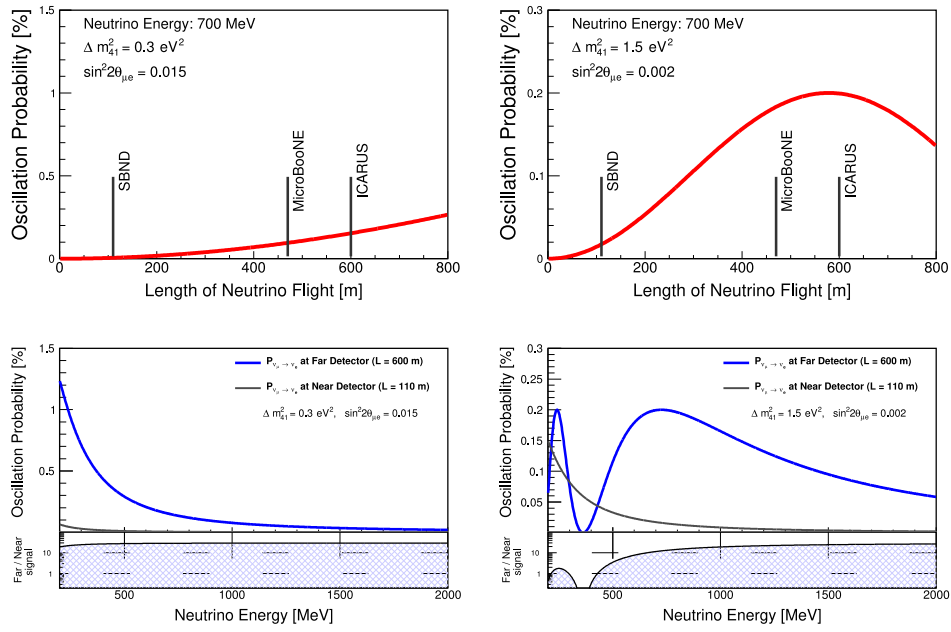 Oscillation Probability [%]
1.5
1
0.5
0
Neutrino Energy: 700 MeV
Δ m²₄₁ = 0.3 eV²
sin²2θμe = 0.015
SBND
MicroBooNE
ICARUS
0 200 400 600 800
Length of Neutrino Flight [m]
Oscillation Probability [%]
0.3
0.2
0.1
0
Neutrino Energy: 700 MeV
Δ m²₄₁ = 1.5 eV²
sin²2θμe = 0.002
SBND
MicroBooNE
ICARUS
0 200 400 600 800
Length of Neutrino Flight [m]
Oscillation Probability [%]
1.5
1
0.5
P νμ → νe at Far Detector (L = 600 m)
P νμ → νe at Near Detector (L = 110 m)
Δ m²₄₁ = 0.3 eV², sin²2θμe = 0.015
Far / Near
signal
10
1
500 1000 1500 2000
Neutrino Energy [MeV]
Oscillation Probability [%]
0.3
0.25
0.2
0.15
0.1
0.05
P νμ → νe at Far Detector (L = 600 m)
P νμ → νe at Near Detector (L = 110 m)
Δ m²₄₁ = 1.5 eV², sin²2θμe = 0.002
Far / Near
signal
10
1
500 1000 1500 2000
Neutrino Energy [MeV]